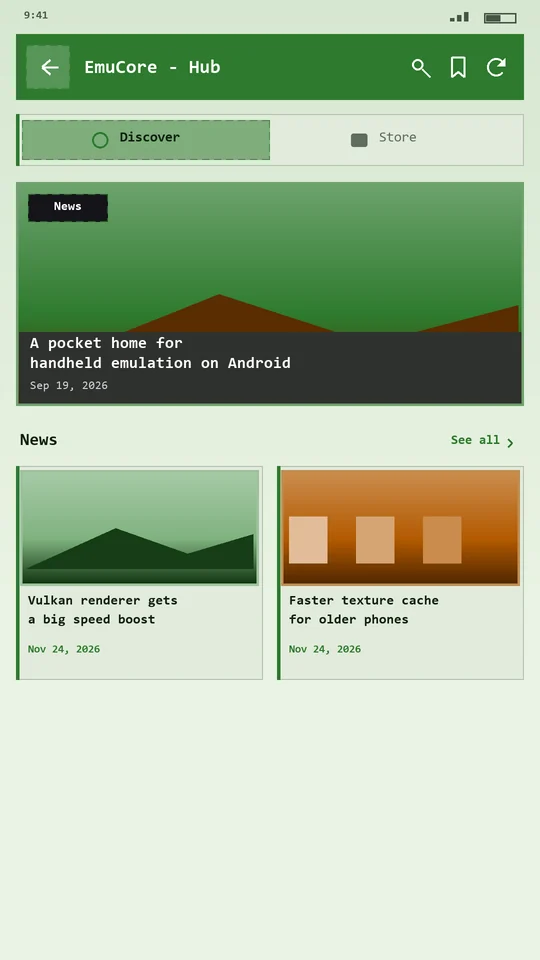 9:41
EmuCore - Hub
Discover
Store
News
A pocket home for
handheld emulation on Android
Sep 19, 2026
News
See all
Vulkan renderer gets
a big speed boost
Nov 24, 2026
Faster texture cache
for older phones
Nov 24, 2026